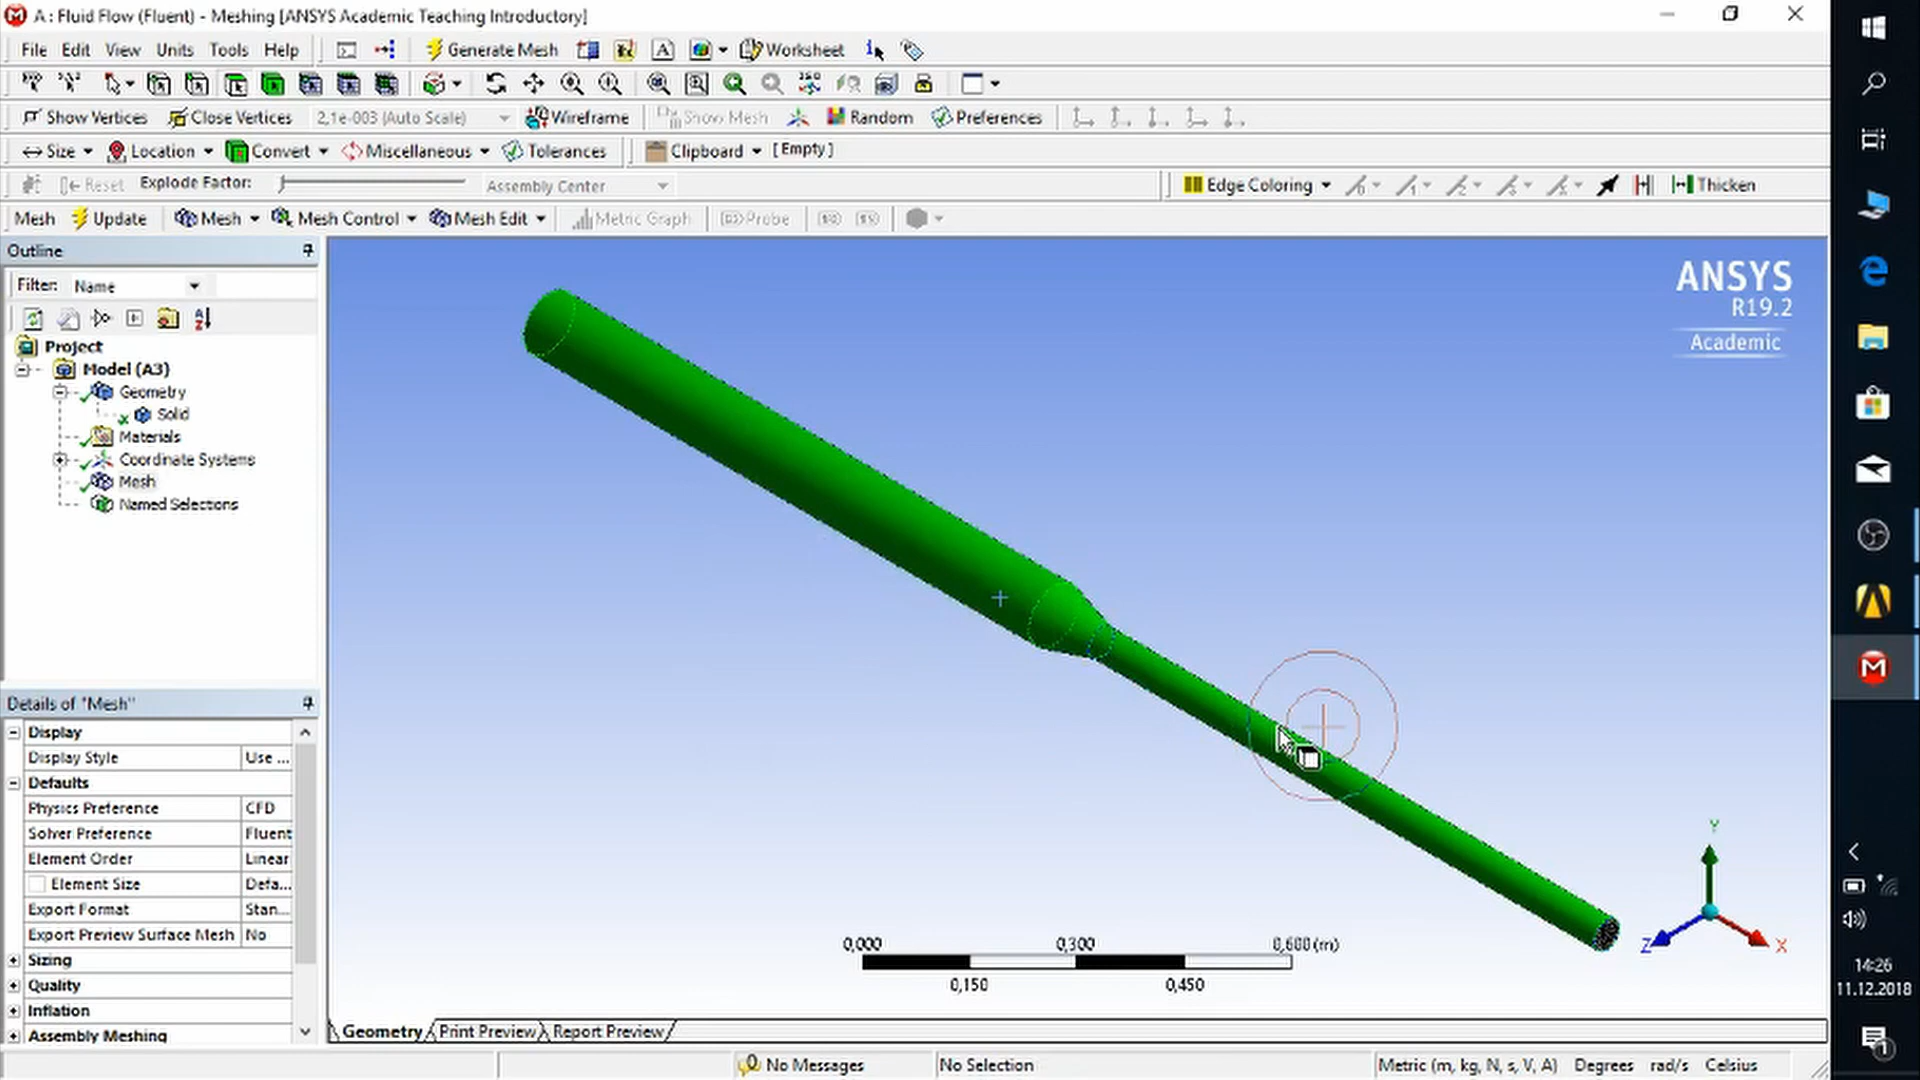 A : Fluid Flow (Fluent) - Meshing [ANSYS Academic Teaching Introductory]
File Edit View Units Tools Help Generate Mesh Worksheet
Show Vertices Close Vertices 2,1e-003 (Auto Scale) Wireframe Show Mesh Random Preferences
Size Location Convert Miscellaneous Tolerances Clipboard [Empty]
Reset Explode Factor: Assembly Center Edge Coloring Thicken
Mesh Update Mesh Mesh Control Mesh Edit Metric Graph Probe
Outline
Filter: Name
Project
Model (A3)
Geometry
Solid
Materials
Coordinate Systems
Mesh
Named Selections
Details of "Mesh"
Display
Display Style Use ...
Defaults
Physics Preference CFD
Solver Preference Fluent
Element Order Linear
Element Size Defa...
Export Format Stan...
Export Preview Surface Mesh No
Sizing
Quality
Inflation
Assembly Meshing
ANSYS
R19.2
Academic
0,000 0,300 0,600 (m)
0,150 0,450
Y
Z X
Geometry Print Preview Report Preview
0 No Messages No Selection Metric (m, kg, N, s, V, A) Degrees rad/s Celsius
14:26
11.12.2018
1